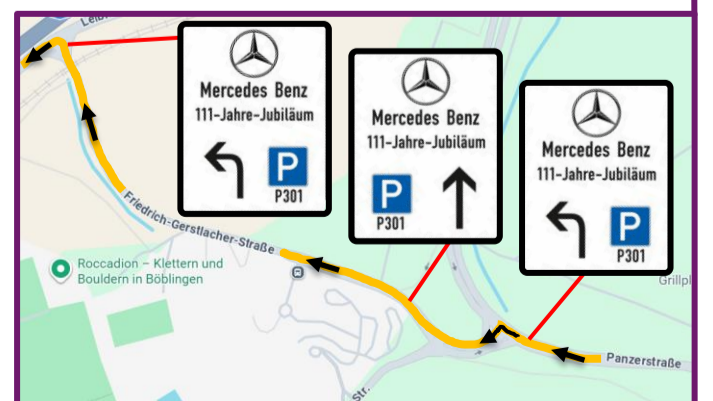 Leib
Mercedes Benz
111-Jahre-Jubiläum
P
P301
Mercedes Benz
111-Jahre-Jubiläum
P
P301
Mercedes Benz
111-Jahre-Jubiläum
P
P301
Friedrich-Gerstlacher-Straße
Roccadion – Klettern und
Bouldern in Böblingen
Grillpl
Panzerstraße
Str.